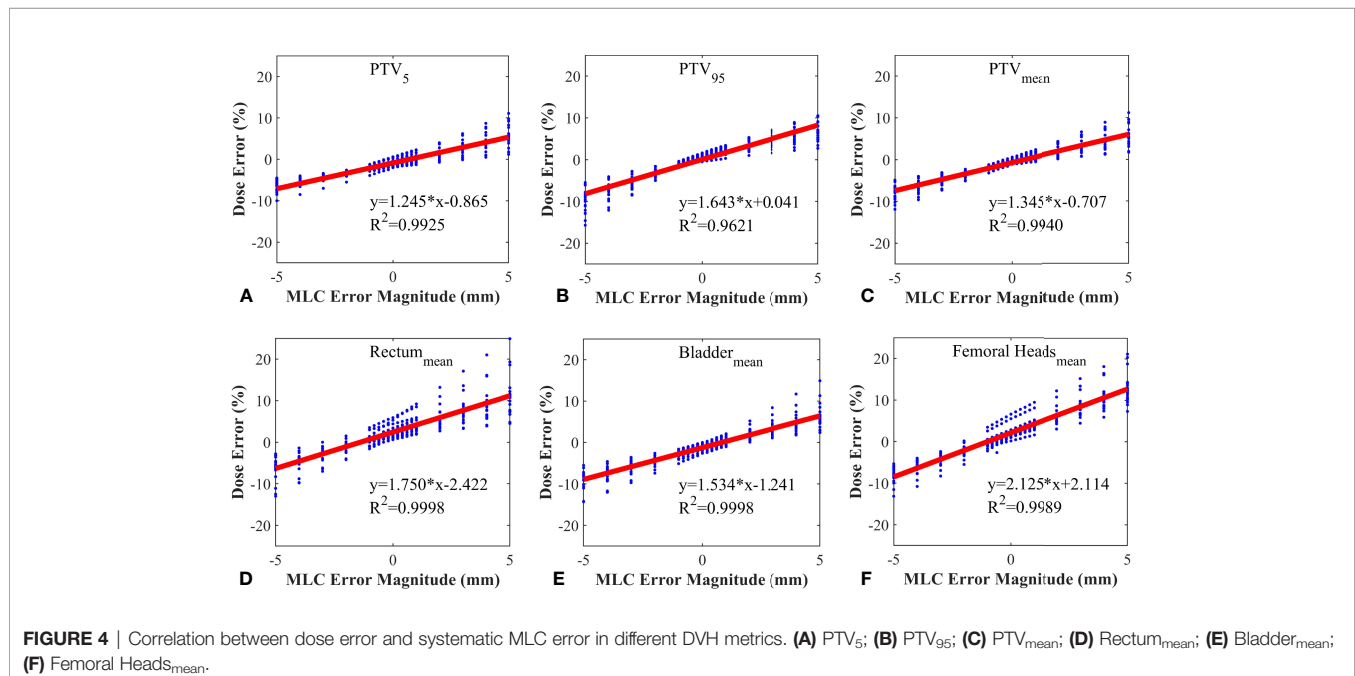 PTV5
Dose Error (%)
20
10
0
-10
-20
y=1.245*x-0.865
R2=0.9925
-5 0 5
MLC Error Magnitude (mm)
A
PTV95
Dose Error (%)
20
10
0
-10
-20
y=1.643*x+0.041
R2=0.9621
-5 0 5
MLC Error Magnitude (mm)
B
PTVmean
Dose Error (%)
20
10
0
-10
-20
y=1.345*x-0.707
R2=0.9940
-5 0 5
MLC Error Magnitude (mm)
C
Rectummean
Dose Error (%)
20
10
0
-10
-20
y=1.750*x-2.422
R2=0.9998
-5 0 5
MLC Error Magnitude (mm)
D
Bladdermean
Dose Error (%)
20
10
0
-10
-20
y=1.534*x-1.241
R2=0.9998
-5 0 5
MLC Error Magnitude (mm)
E
Femoral Headsmean
Dose Error (%)
20
10
0
-10
-20
y=2.125*x+2.114
R2=0.9989
-5 0 5
MLC Error Magnitude (mm)
F
FIGURE 4 | Correlation between dose error and systematic MLC error in different DVH metrics. (A) PTV5; (B) PTV95; (C) PTVmean; (D) Rectummean; (E) Bladdermean;
(F) Femoral Headsmean.